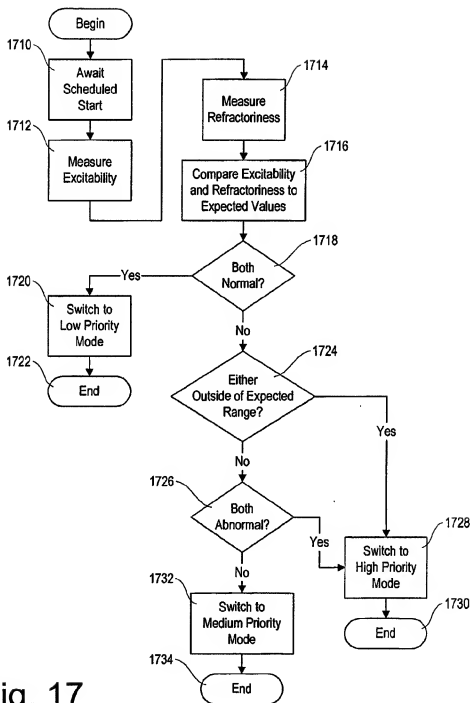 Begin
1710
Await
Scheduled
Start
1712
Measure
Excitability
1714
Measure
Refractoriness
1716
Compare Excitability
and Refractoriness to
Expected Values
1718
Both
Normal?
Yes
1720
Switch to
Low Priority
Mode
1722
End
No
1724
Either
Outside of Expected
Range?
Yes
No
1726
Both
Abnormal?
Yes
1728
Switch to
High Priority
Mode
1730
End
No
1732
Switch to
Medium Priority
Mode
1734
End
ig. 17